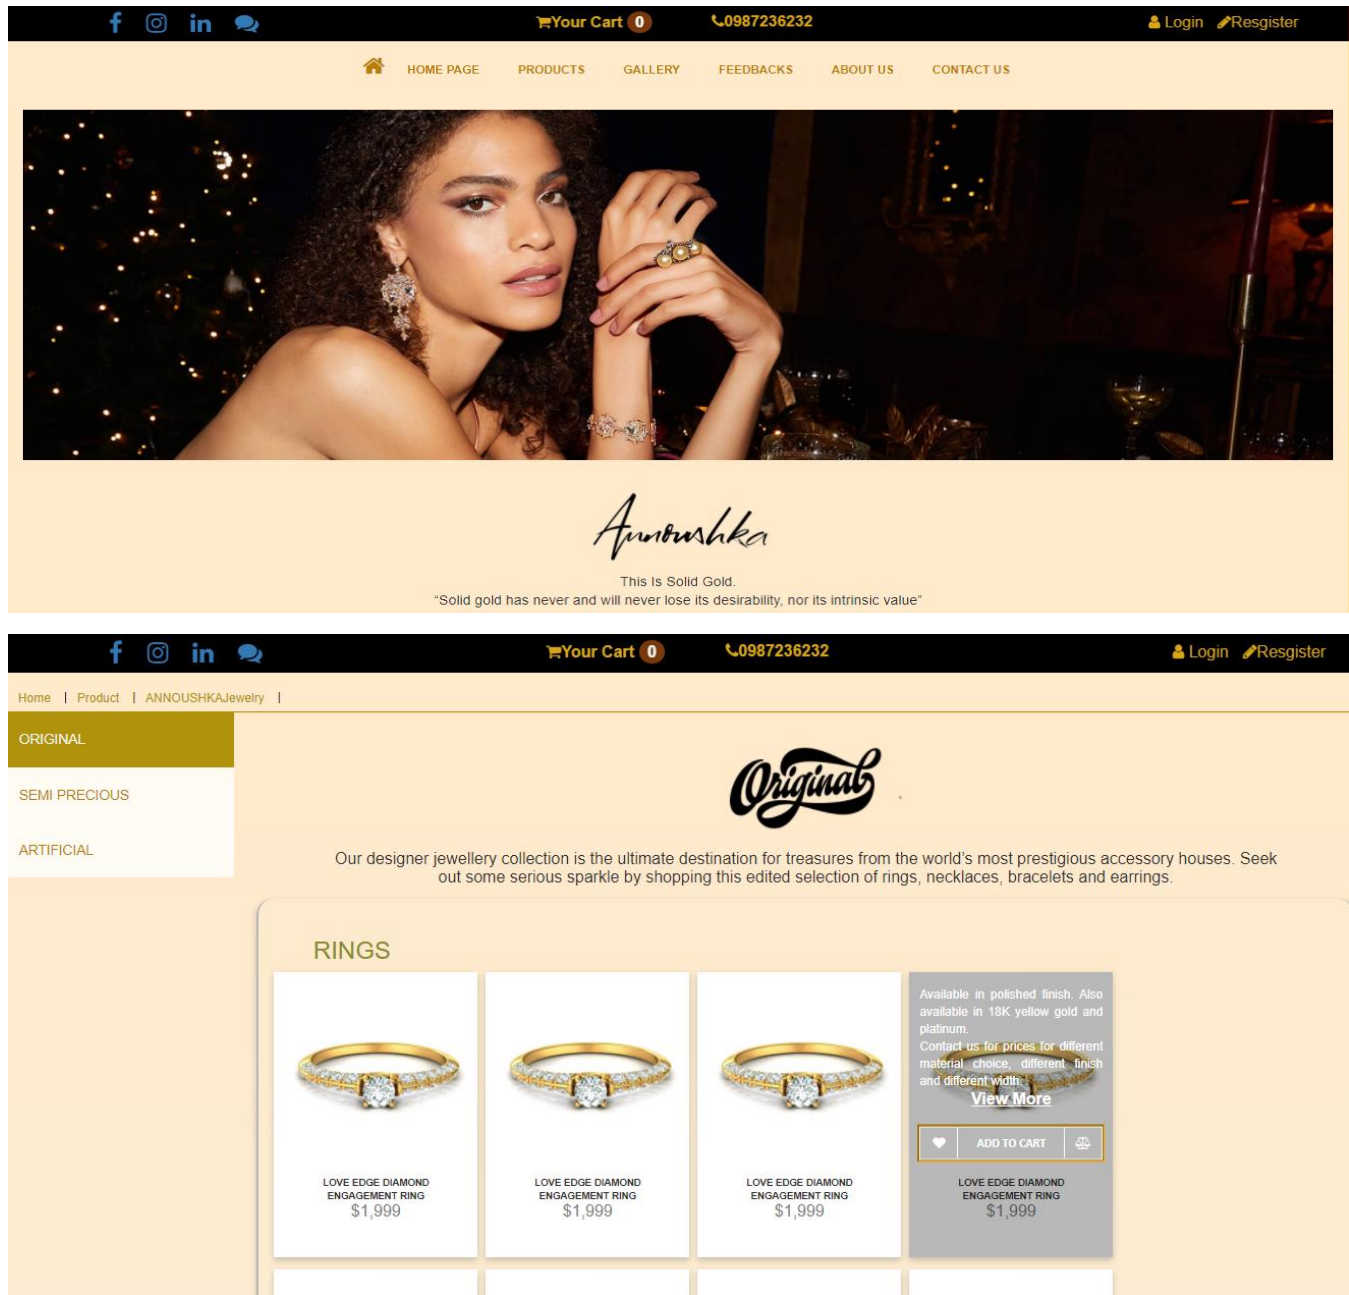 Your Cart 0
0987236232
Login
Resgister
HOME PAGE
PRODUCTS
GALLERY
FEEDBACKS
ABOUT US
CONTACT US
Annoushka
This Is Solid Gold.
“Solid gold has never and will never lose its desirability, nor its intrinsic value”
Your Cart 0
0987236232
Login
Resgister
Home | Product | ANNOUSHKAJewelry |
ORIGINAL
SEMI PRECIOUS
ARTIFICIAL
Original
Our designer jewellery collection is the ultimate destination for treasures from the world’s most prestigious accessory houses. Seek
out some serious sparkle by shopping this edited selection of rings, necklaces, bracelets and earrings.
RINGS
LOVE EDGE DIAMOND
ENGAGEMENT RING
$1,999
LOVE EDGE DIAMOND
ENGAGEMENT RING
$1,999
LOVE EDGE DIAMOND
ENGAGEMENT RING
$1,999
Available in polished finish. Also
available in 18K yellow gold and
platinum.
Contact us for prices for different
material choice, different finish
and different width.
View More
ADD TO CART
LOVE EDGE DIAMOND
ENGAGEMENT RING
$1,999